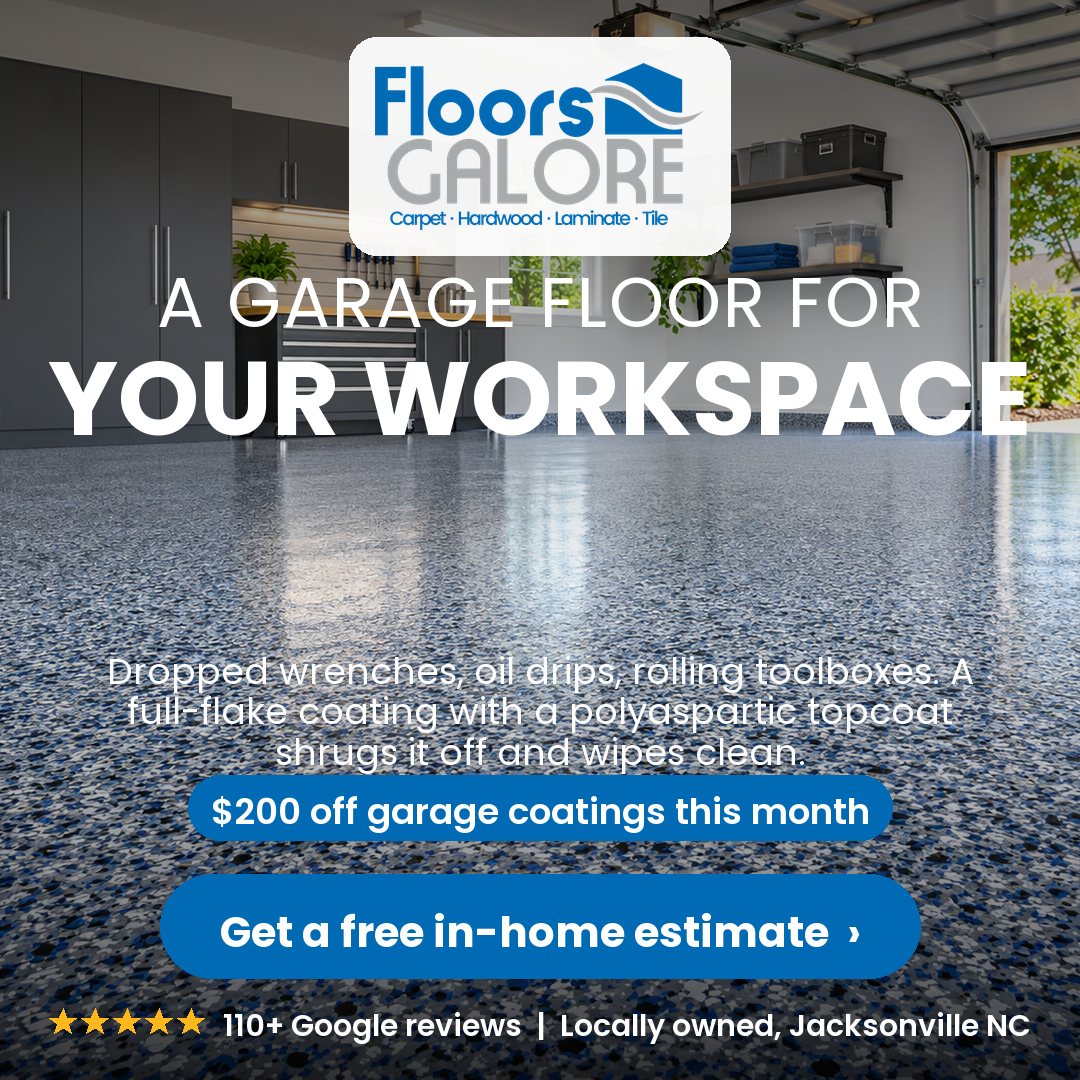 Floors
GALORE
Carpet · Hardwood · Laminate · Tile
A GARAGE FLOOR FOR
YOUR WORKSPACE
Dropped wrenches, oil drips, rolling toolboxes. A
full-flake coating with a polyaspartic topcoat
shrugs it off and wipes clean.
$200 off garage coatings this month
Get a free in-home estimate ›
★★★★★ 110+ Google reviews | Locally owned, Jacksonville NC